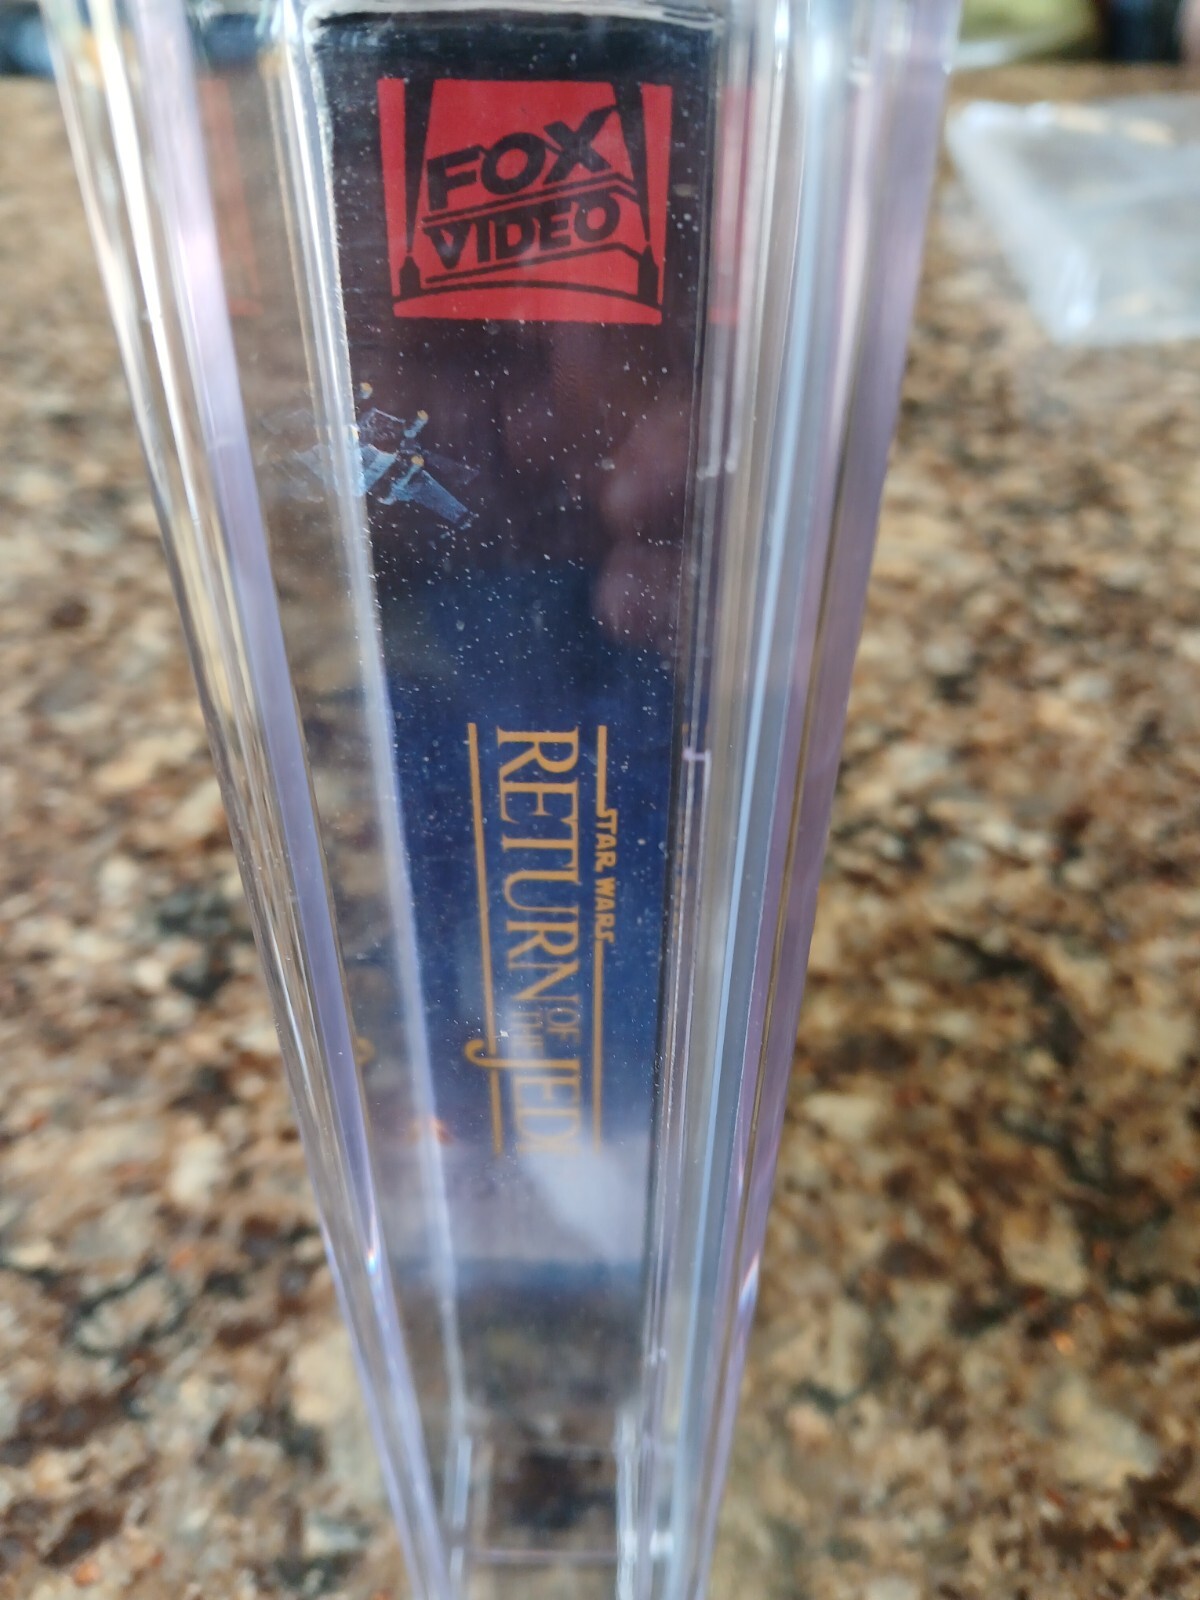 FOX
VIDEO
STAR WARS
RETURN OF THE JEDI